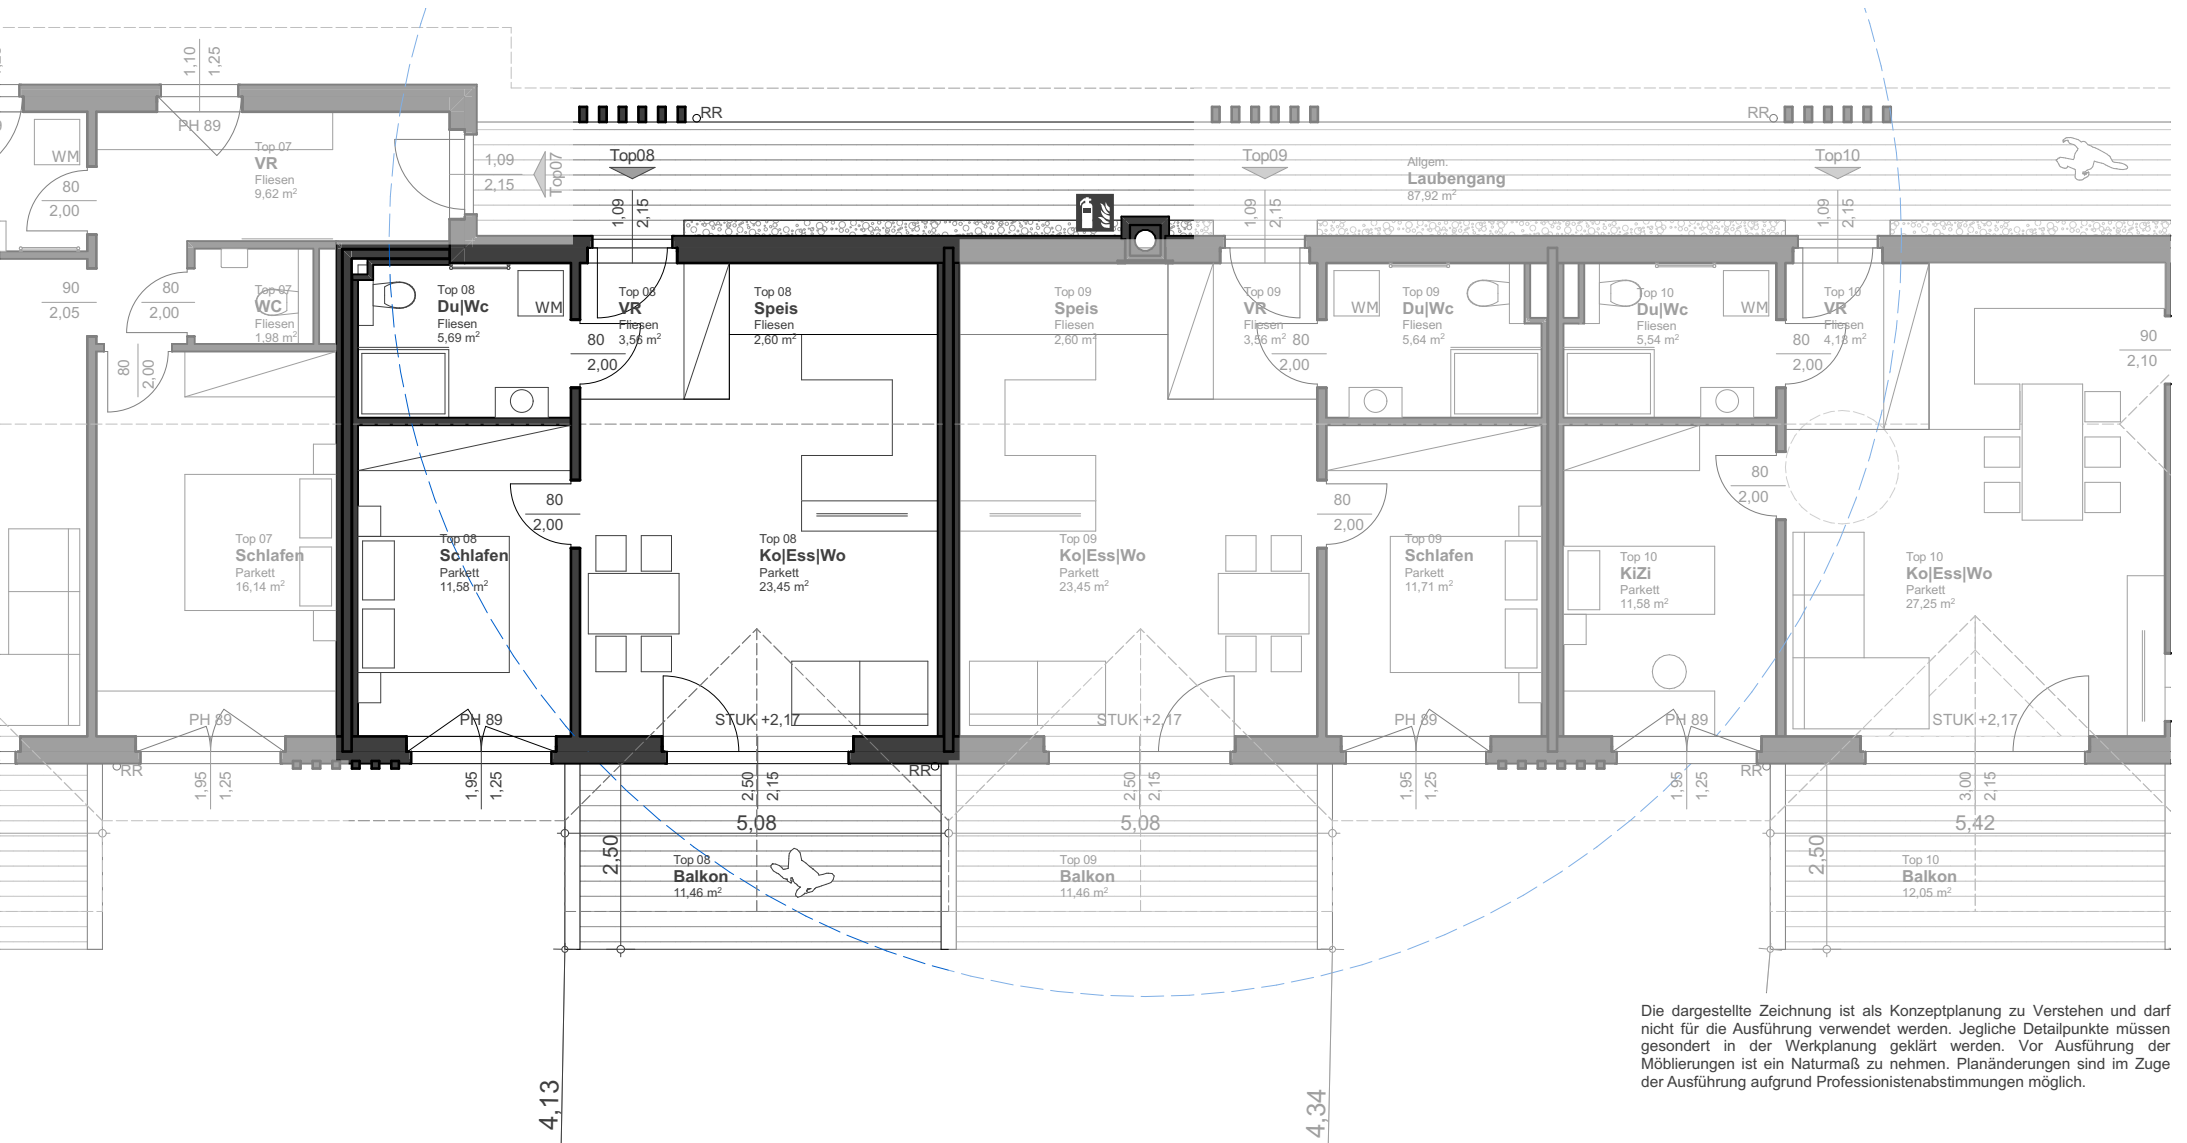 1,10
1,25
PH 89
WM
80
2,00
Top 07
VR
Fliesen
9,62 m²
1,09
2,15
Top07
RR
Top08
1,09
2,15
Top09
1,09
2,15
Allgem.
Laubengang
87,92 m²
RR
Top10
1,09
2,15
90
2,05
80
2,00
Top 07
WC
Fliesen
1,98 m²
80
2,00
Top 08
Du|Wc
Fliesen
5,69 m²
WM
Top 08
VR
Fliesen
3,56 m²
80
2,00
Top 08
Speis
Fliesen
2,60 m²
Top 09
Speis
Fliesen
2,60 m²
Top 09
VR
Fliesen
3,56 m²
80
2,00
WM
Top 09
Du|Wc
Fliesen
5,64 m²
Top 10
Du|Wc
Fliesen
5,54 m²
WM
Top 10
VR
Fliesen
4,18 m²
80
2,00
90
2,10
80
2,00
80
2,00
80
2,00
Top 07
Schlafen
Parkett
16,14 m²
Top 08
Schlafen
Parkett
11,58 m²
Top 08
Ko|Ess|Wo
Parkett
23,45 m²
Top 09
Ko|Ess|Wo
Parkett
23,45 m²
Top 09
Schlafen
Parkett
11,71 m²
Top 10
KiZi
Parkett
11,58 m²
Top 10
Ko|Ess|Wo
Parkett
27,25 m²
PH 89
PH 89
STUK +2,17
STUK +2,17
PH 89
PH 89
STUK +2,17
RR
1,95
1,25
1,95
1,25
2,50
2,15
RR
2,50
2,15
1,95
1,25
1,95
1,25
RR
3,00
2,15
5,08
5,08
5,42
2,50
Top 08
Balkon
11,46 m²
Top 09
Balkon
11,46 m²
2,50
Top 10
Balkon
12,05 m²
4,13
4,34
Die dargestellte Zeichnung ist als Konzeptplanung zu Verstehen und darf
nicht für die Ausführung verwendet werden. Jegliche Detailpunkte müssen
gesondert in der Werkplanung geklärt werden. Vor Ausführung der
Möblierungen ist ein Naturmaß zu nehmen. Planänderungen sind im Zuge
der Ausführung aufgrund Professionistenabstimmungen möglich.